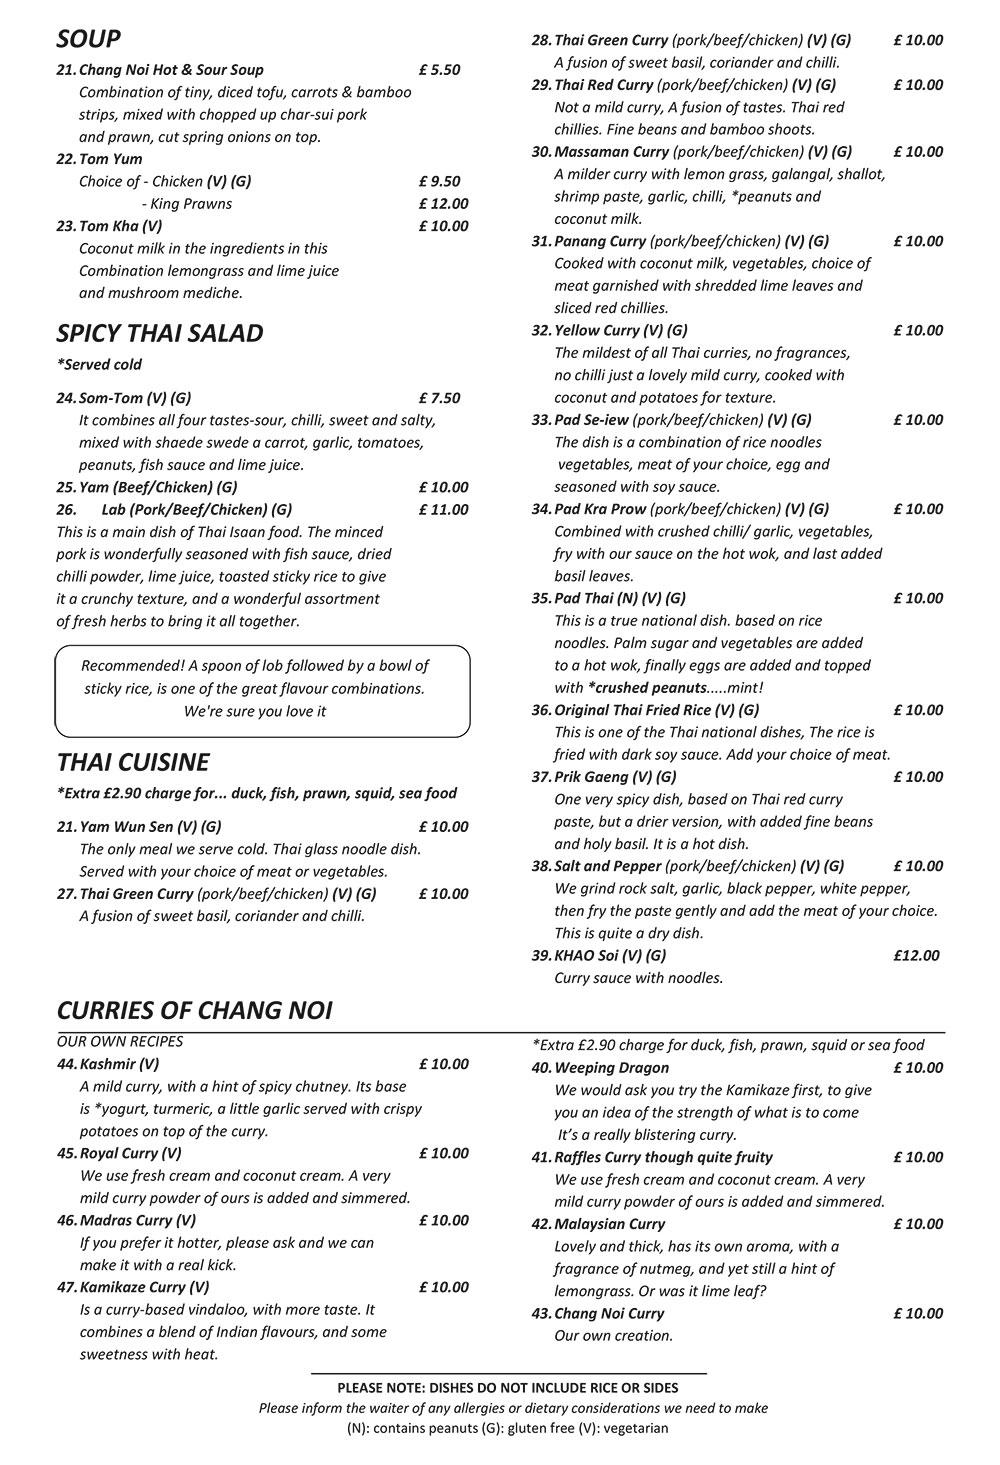 SOUP
21. Chang Noi Hot & Sour Soup £ 5.50
Combination of tiny, diced tofu, carrots & bamboo
strips, mixed with chopped up char-sui pork
and prawn, cut spring onions on top.
22. Tom Yum
Choice of - Chicken (V) (G) £ 9.50
- King Prawns £ 12.00
23. Tom Kha (V) £ 10.00
Coconut milk in the ingredients in this
Combination lemongrass and lime juice
and mushroom mediche.
SPICY THAI SALAD
*Served cold
24. Som-Tom (V) (G) £ 7.50
It combines all four tastes-sour, chilli, sweet and salty,
mixed with shaede swede a carrot, garlic, tomatoes,
peanuts, fish sauce and lime juice.
25. Yam (Beef/Chicken) (G) £ 10.00
26. Lab (Pork/Beef/Chicken) (G) £ 11.00
This is a main dish of Thai Isaan food. The minced
pork is wonderfully seasoned with fish sauce, dried
chilli powder, lime juice, toasted sticky rice to give
it a crunchy texture, and a wonderful assortment
of fresh herbs to bring it all together.
Recommended! A spoon of lob followed by a bowl of
sticky rice, is one of the great flavour combinations.
We're sure you love it
THAI CUISINE
*Extra £2.90 charge for... duck, fish, prawn, squid, sea food
21. Yam Wun Sen (V) (G) £ 10.00
The only meal we serve cold. Thai glass noodle dish.
Served with your choice of meat or vegetables.
27. Thai Green Curry (pork/beef/chicken) (V) (G) £ 10.00
A fusion of sweet basil, coriander and chilli.
28. Thai Green Curry (pork/beef/chicken) (V) (G) £ 10.00
A fusion of sweet basil, coriander and chilli.
29. Thai Red Curry (pork/beef/chicken) (V) (G) £ 10.00
Not a mild curry, A fusion of tastes. Thai red
chillies. Fine beans and bamboo shoots.
30. Massaman Curry (pork/beef/chicken) (V) (G) £ 10.00
A milder curry with lemon grass, galangal, shallot,
shrimp paste, garlic, chilli, *peanuts and
coconut milk.
31. Panang Curry (pork/beef/chicken) (V) (G) £ 10.00
Cooked with coconut milk, vegetables, choice of
meat garnished with shredded lime leaves and
sliced red chillies.
32. Yellow Curry (V) (G) £ 10.00
The mildest of all Thai curries, no fragrances,
no chilli just a lovely mild curry, cooked with
coconut and potatoes for texture.
33. Pad Se-iew (pork/beef/chicken) (V) (G) £ 10.00
The dish is a combination of rice noodles
vegetables, meat of your choice, egg and
seasoned with soy sauce.
34. Pad Kra Prow (pork/beef/chicken) (V) (G) £ 10.00
Combined with crushed chilli/ garlic, vegetables,
fry with our sauce on the hot wok, and last added
basil leaves.
35. Pad Thai (N) (V) (G) £ 10.00
This is a true national dish. based on rice
noodles. Palm sugar and vegetables are added
to a hot wok, finally eggs are added and topped
with *crushed peanuts.....mint!
36. Original Thai Fried Rice (V) (G) £ 10.00
This is one of the Thai national dishes, The rice is
fried with dark soy sauce. Add your choice of meat.
37. Prik Gaeng (V) (G) £ 10.00
One very spicy dish, based on Thai red curry
paste, but a drier version, with added fine beans
and holy basil. It is a hot dish.
38. Salt and Pepper (pork/beef/chicken) (V) (G) £ 10.00
We grind rock salt, garlic, black pepper, white pepper,
then fry the paste gently and add the meat of your choice.
This is quite a dry dish.
39. KHAO Soi (V) (G) £12.00
Curry sauce with noodles.
CURRIES OF CHANG NOI
OUR OWN RECIPES
44. Kashmir (V) £ 10.00
A mild curry, with a hint of spicy chutney. Its base
is *yogurt, turmeric, a little garlic served with crispy
potatoes on top of the curry.
45. Royal Curry (V) £ 10.00
We use fresh cream and coconut cream. A very
mild curry powder of ours is added and simmered.
46. Madras Curry (V) £ 10.00
If you prefer it hotter, please ask and we can
make it with a real kick.
47. Kamikaze Curry (V) £ 10.00
Is a curry-based vindaloo, with more taste. It
combines a blend of Indian flavours, and some
sweetness with heat.
*Extra £2.90 charge for duck, fish, prawn, squid or sea food
40. Weeping Dragon £ 10.00
We would ask you try the Kamikaze first, to give
you an idea of the strength of what is to come
It's a really blistering curry.
41. Raffles Curry though quite fruity £ 10.00
We use fresh cream and coconut cream. A very
mild curry powder of ours is added and simmered.
42. Malaysian Curry £ 10.00
Lovely and thick, has its own aroma, with a
fragrance of nutmeg, and yet still a hint of
lemongrass. Or was it lime leaf?
43. Chang Noi Curry £ 10.00
Our own creation.
PLEASE NOTE: DISHES DO NOT INCLUDE RICE OR SIDES
Please inform the waiter of any allergies or dietary considerations we need to make
(N): contains peanuts (G): gluten free (V): vegetarian